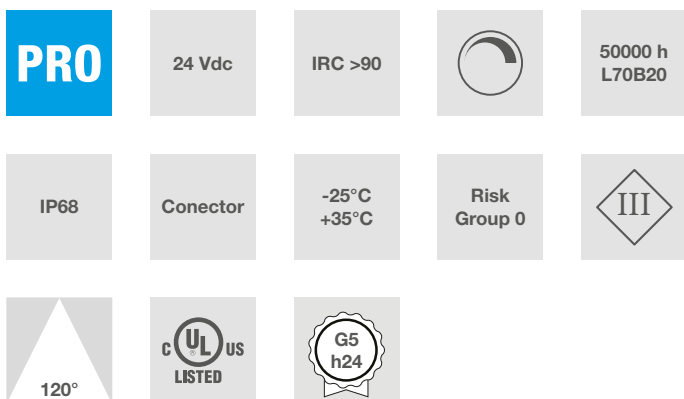 PRO
24 Vdc
IRC >90
50000 h
L70B20
IP68
Conector
-25°C
+35°C
Risk
Group 0
III
120°
C UL US
®
LISTED
G5
h24